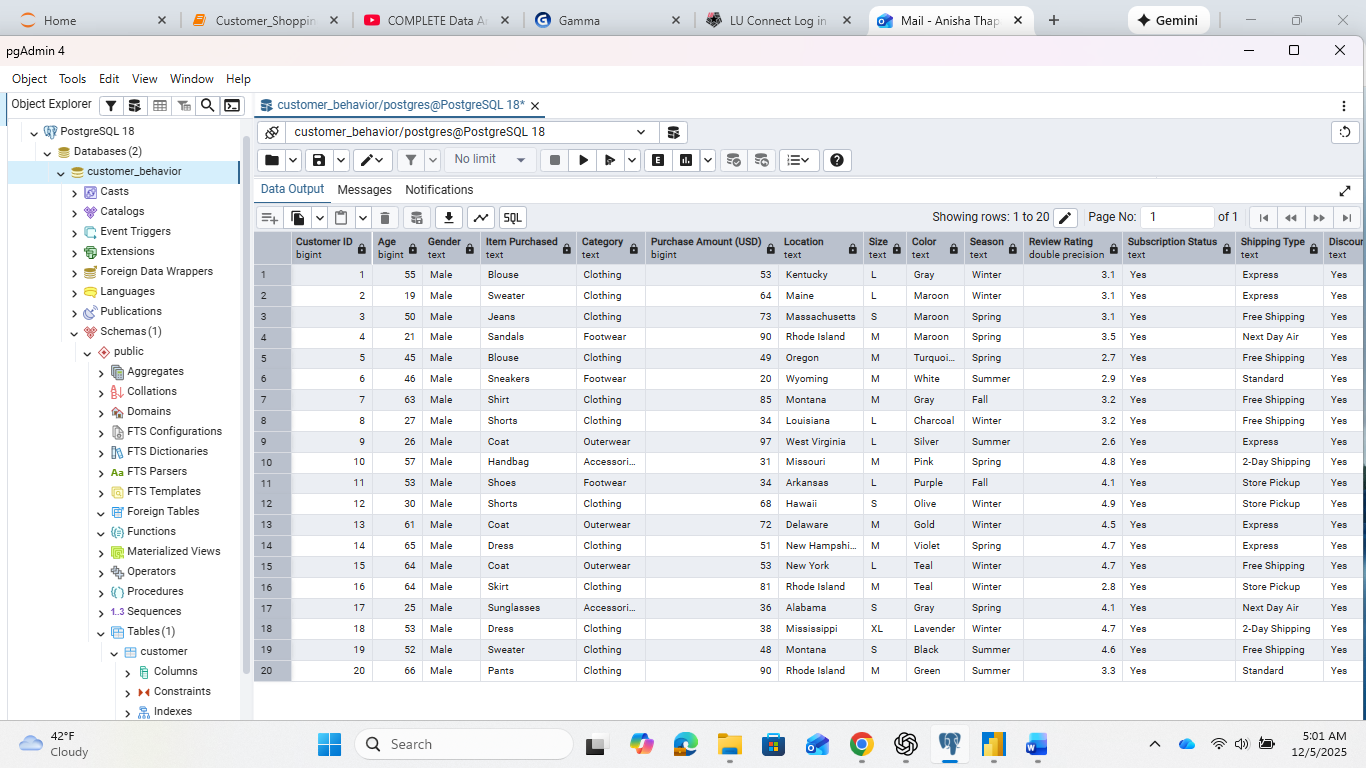 Home Customer_Shoppin COMPLETE Data A Gamma LU Connect Log in Mail - Anisha Thap Gemini
pgAdmin 4
Object Tools Edit View Window Help
Object Explorer customer_behavior/postgres@PostgreSQL 18*
PostgreSQL 18
Databases (2)
customer_behavior
Casts
Catalogs
Event Triggers
Extensions
Foreign Data Wrappers
Languages
Publications
Schemas (1)
public
Aggregates
Collations
Domains
FTS Configurations
FTS Dictionaries
Aa FTS Parsers
FTS Templates
Foreign Tables
Functions
Materialized Views
Operators
Procedures
1..3 Sequences
Tables (1)
customer
Columns
Constraints
Indexes
customer_behavior/postgres@PostgreSQL 18
No limit E
Data Output Messages Notifications
SQL Showing rows: 1 to 20 Page No: 1 of 1
Customer ID Age Gender Item Purchased Category Purchase Amount (USD) Location Size Color Season Review Rating Subscription Status Shipping Type Discour
bigint bigint text text text bigint text text text text double precision text text text
1 1 55 Male Blouse Clothing 53 Kentucky L Gray Winter 3.1 Yes Express Yes
2 2 19 Male Sweater Clothing 64 Maine L Maroon Winter 3.1 Yes Express Yes
3 3 50 Male Jeans Clothing 73 Massachusetts S Maroon Spring 3.1 Yes Free Shipping Yes
4 4 21 Male Sandals Footwear 90 Rhode Island M Maroon Spring 3.5 Yes Next Day Air Yes
5 5 45 Male Blouse Clothing 49 Oregon M Turquoi... Spring 2.7 Yes Free Shipping Yes
6 6 46 Male Sneakers Footwear 20 Wyoming M White Summer 2.9 Yes Standard Yes
7 7 63 Male Shirt Clothing 85 Montana M Gray Fall 3.2 Yes Free Shipping Yes
8 8 27 Male Shorts Clothing 34 Louisiana L Charcoal Winter 3.2 Yes Free Shipping Yes
9 9 26 Male Coat Outerwear 97 West Virginia L Silver Summer 2.6 Yes Express Yes
10 10 57 Male Handbag Accessori... 31 Missouri M Pink Spring 4.8 Yes 2-Day Shipping Yes
11 11 53 Male Shoes Footwear 34 Arkansas L Purple Fall 4.1 Yes Store Pickup Yes
12 12 30 Male Shorts Clothing 68 Hawaii S Olive Winter 4.9 Yes Store Pickup Yes
13 13 61 Male Coat Outerwear 72 Delaware M Gold Winter 4.5 Yes Express Yes
14 14 65 Male Dress Clothing 51 New Hampshi... M Violet Spring 4.7 Yes Express Yes
15 15 64 Male Coat Outerwear 53 New York L Teal Winter 4.7 Yes Free Shipping Yes
16 16 64 Male Skirt Clothing 81 Rhode Island M Teal Winter 2.8 Yes Store Pickup Yes
17 17 25 Male Sunglasses Accessori... 36 Alabama S Gray Spring 4.1 Yes Next Day Air Yes
18 18 53 Male Dress Clothing 38 Mississippi XL Lavender Winter 4.7 Yes 2-Day Shipping Yes
19 19 52 Male Sweater Clothing 48 Montana S Black Summer 4.6 Yes Free Shipping Yes
20 20 66 Male Pants Clothing 90 Rhode Island M Green Summer 3.3 Yes Standard Yes
42°F
Cloudy
Search
5:01 AM
12/5/2025